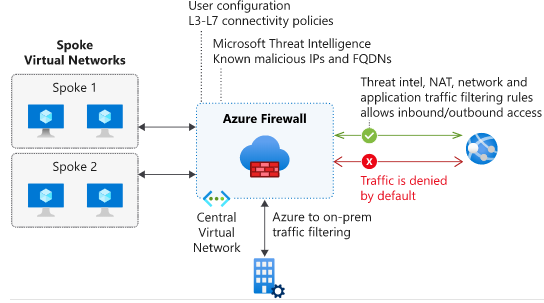 User configuration
L3-L7 connectivity policies
Microsoft Threat Intelligence
Known malicious IPs and FQDNs
Spoke
Virtual Networks
Spoke 1
Spoke 2
Azure Firewall
Threat intel, NAT, network and
application traffic filtering rules
allows inbound/outbound access
Traffic is denied
by default
Central
Virtual
Network
Azure to on-prem
traffic filtering